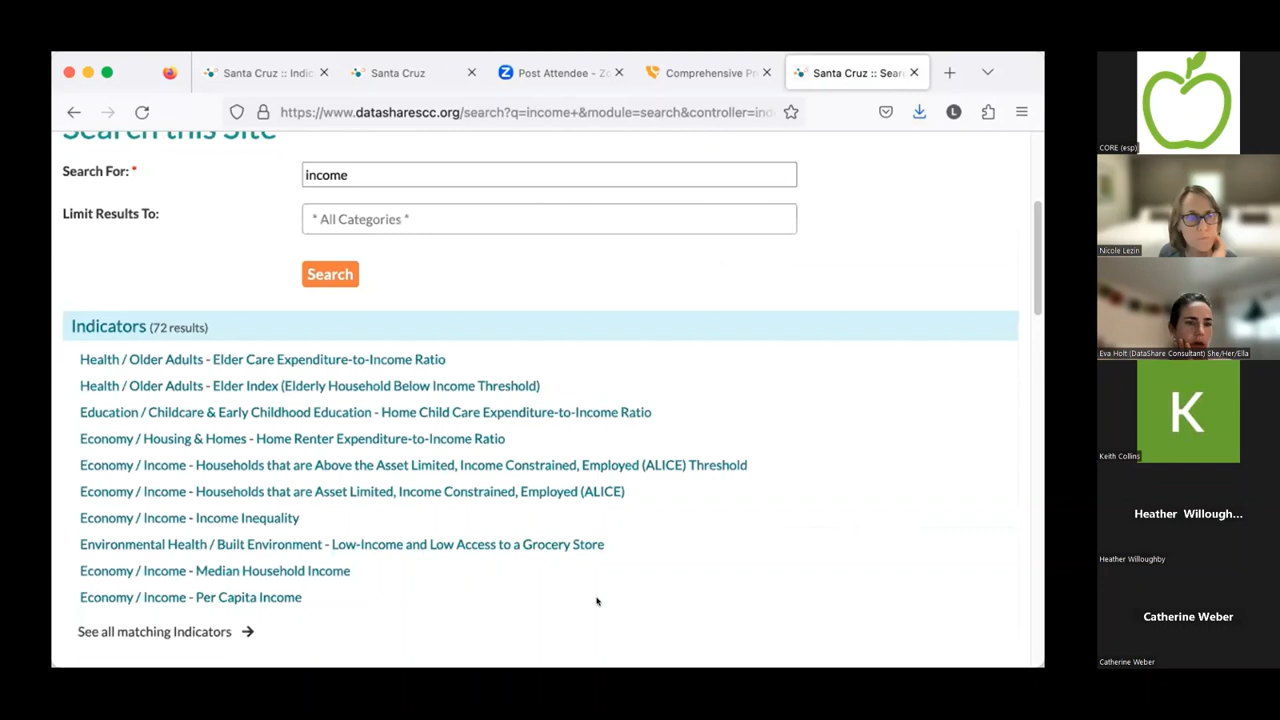 Santa Cruz :: Indic
Santa Cruz
Post Attendee - Zo
Comprehensive Pr
Santa Cruz :: Sear
https://www.datasharescc.org/search?q=income+&module=search&controller=ind
L
Search this Site
Search For: *
income
Limit Results To:
* All Categories *
Search
Indicators (72 results)
Health / Older Adults - Elder Care Expenditure-to-Income Ratio
Health / Older Adults - Elder Index (Elderly Household Below Income Threshold)
Education / Childcare & Early Childhood Education - Home Child Care Expenditure-to-Income Ratio
Economy / Housing & Homes - Home Renter Expenditure-to-Income Ratio
Economy / Income - Households that are Above the Asset Limited, Income Constrained, Employed (ALICE) Threshold
Economy / Income - Households that are Asset Limited, Income Constrained, Employed (ALICE)
Economy / Income - Income Inequality
Environmental Health / Built Environment - Low-Income and Low Access to a Grocery Store
Economy / Income - Median Household Income
Economy / Income - Per Capita Income
See all matching Indicators
CORE (esp)
Nicole Lezin
Eva Holt (DataShare Consultant) She/Her/Ella
K
Keith Collins
Heather Willough...
Heather Willoughby
Catherine Weber
Catherine Weber